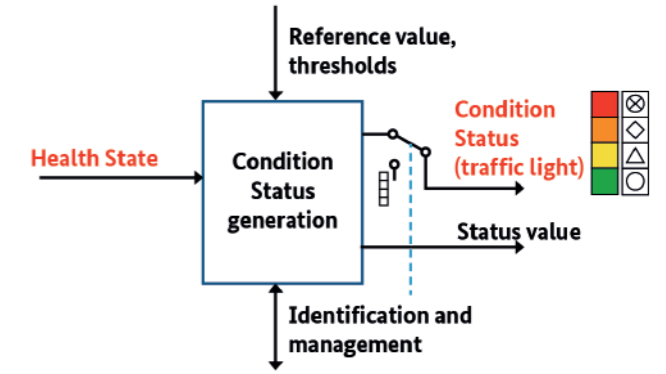 Reference value,
thresholds
Health State
Condition
Status
generation
Condition
Status
(traffic light)
Status value
Identification and
management